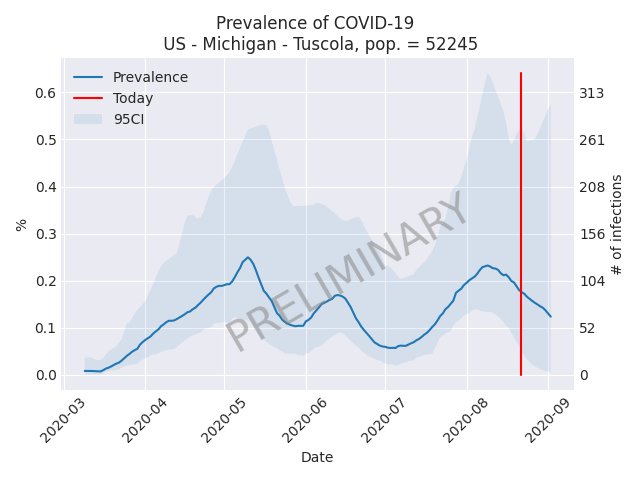 Prevalence of COVID-19
US - Michigan - Tuscola, pop. = 52245
Prevalence
Today
95CI
%
0.6
0.5
0.4
0.3
0.2
0.1
0.0
313
261
208
156
104
52
0
# of infections
PRELIMINARY
2020-03
2020-04
2020-05
2020-06
2020-07
2020-08
2020-09
Date